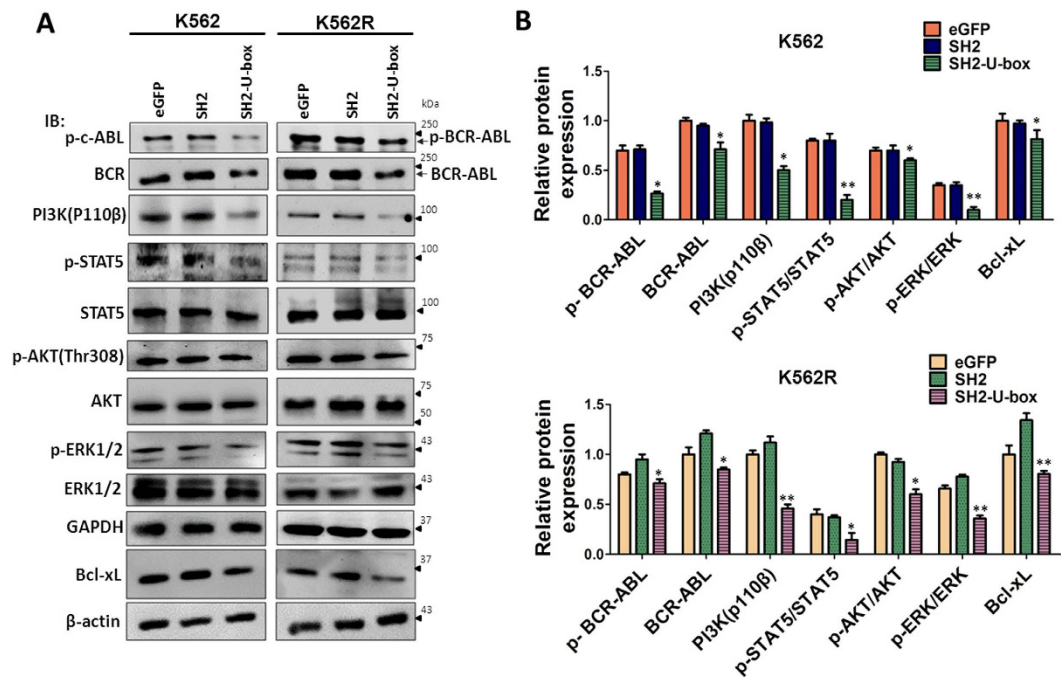 A
K562
K562R
eGFP
SH2
SH2-U-box
eGFP
SH2
SH2-U-box
kDa
IB:
p-c-ABL
250
p-BCR-ABL
BCR
250
BCR-ABL
PI3K(P110β)
100
p-STAT5
100
STAT5
100
p-AKT(Thr308)
75
AKT
75
50
p-ERK1/2
43
ERK1/2
43
GAPDH
37
Bcl-xL
37
β-actin
43
B
K562
eGFP
SH2
SH2-U-box
Relative protein
expression
1.5
1.0
0.5
0.0
* * * ** * ** *
p- BCR-ABL
BCR-ABL
PI3K(p110β)
p-STAT5/STAT5
p-AKT/AKT
p-ERK/ERK
Bcl-xL
K562R
eGFP
SH2
SH2-U-box
Relative protein
expression
1.5
1.0
0.5
0.0
* * ** * * ** **
p- BCR-ABL
BCR-ABL
PI3K(p110β)
p-STAT5/STAT5
p-AKT/AKT
p-ERK/ERK
Bcl-xL